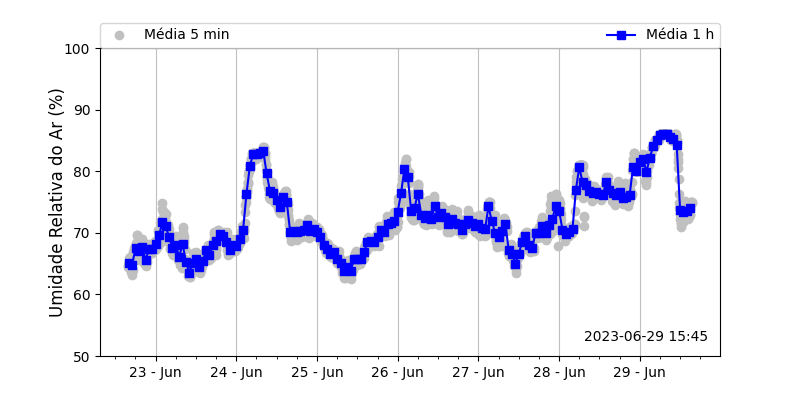 Média 5 min
Média 1 h
Umidade Relativa do Ar (%)
100
90
80
70
60
50
2023-06-29 15:45
23 - Jun
24 - Jun
25 - Jun
26 - Jun
27 - Jun
28 - Jun
29 - Jun